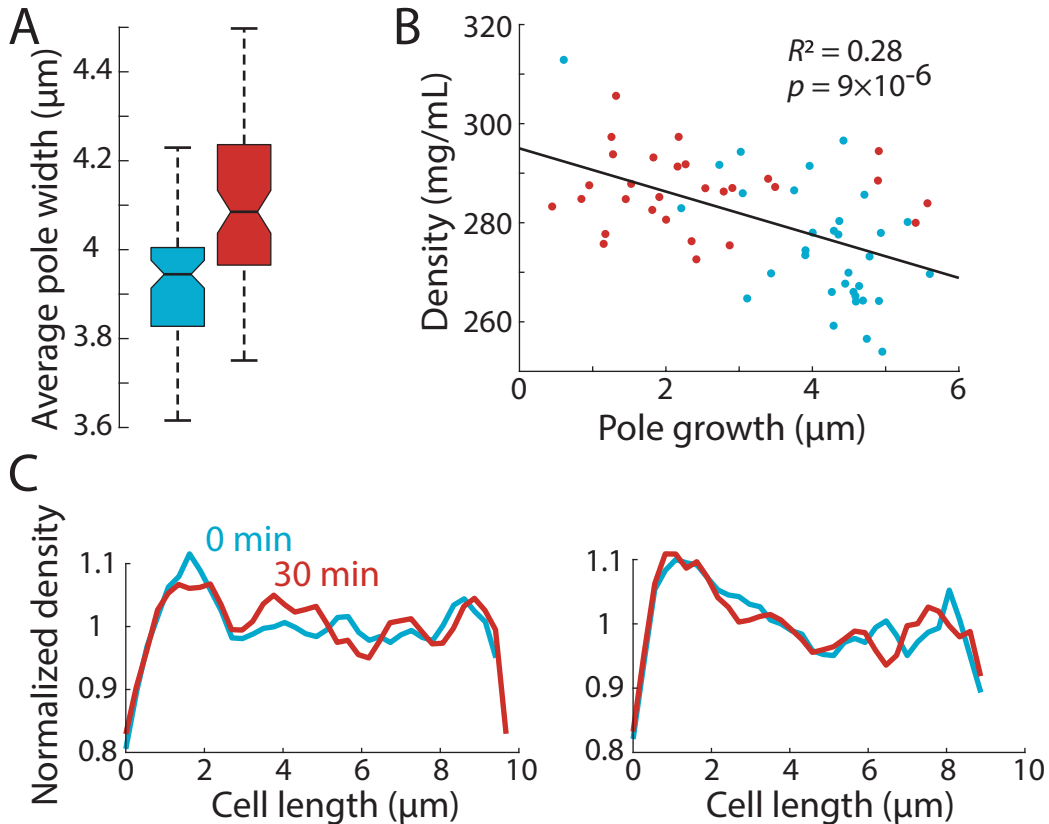 A
Average pole width (μm)
4.4
4.2
4
3.8
3.6
B
R² = 0.28
p = 9×10⁻⁶
Density (mg/mL)
320
300
280
260
0 2 4 6
Pole growth (μm)
C
Normalized density
0 min
30 min
1.1
1
0.9
0.8
0 2 4 6 8 10
Cell length (μm)
1.1
1
0.9
0.8
0 2 4 6 8 10
Cell length (μm)